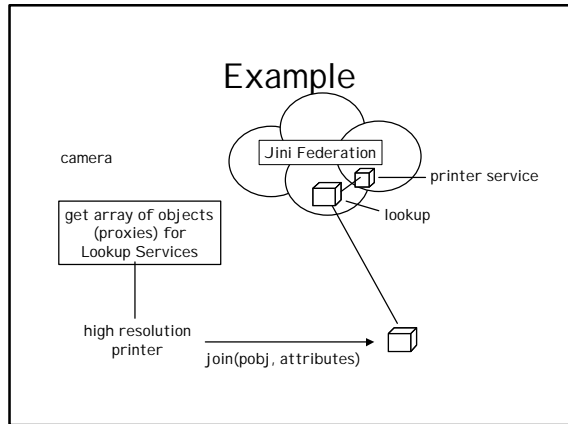 Example
Jini Federation
camera
printer service
lookup
get array of objects
(proxies) for
Lookup Services
high resolution
printer
join(pobj, attributes)